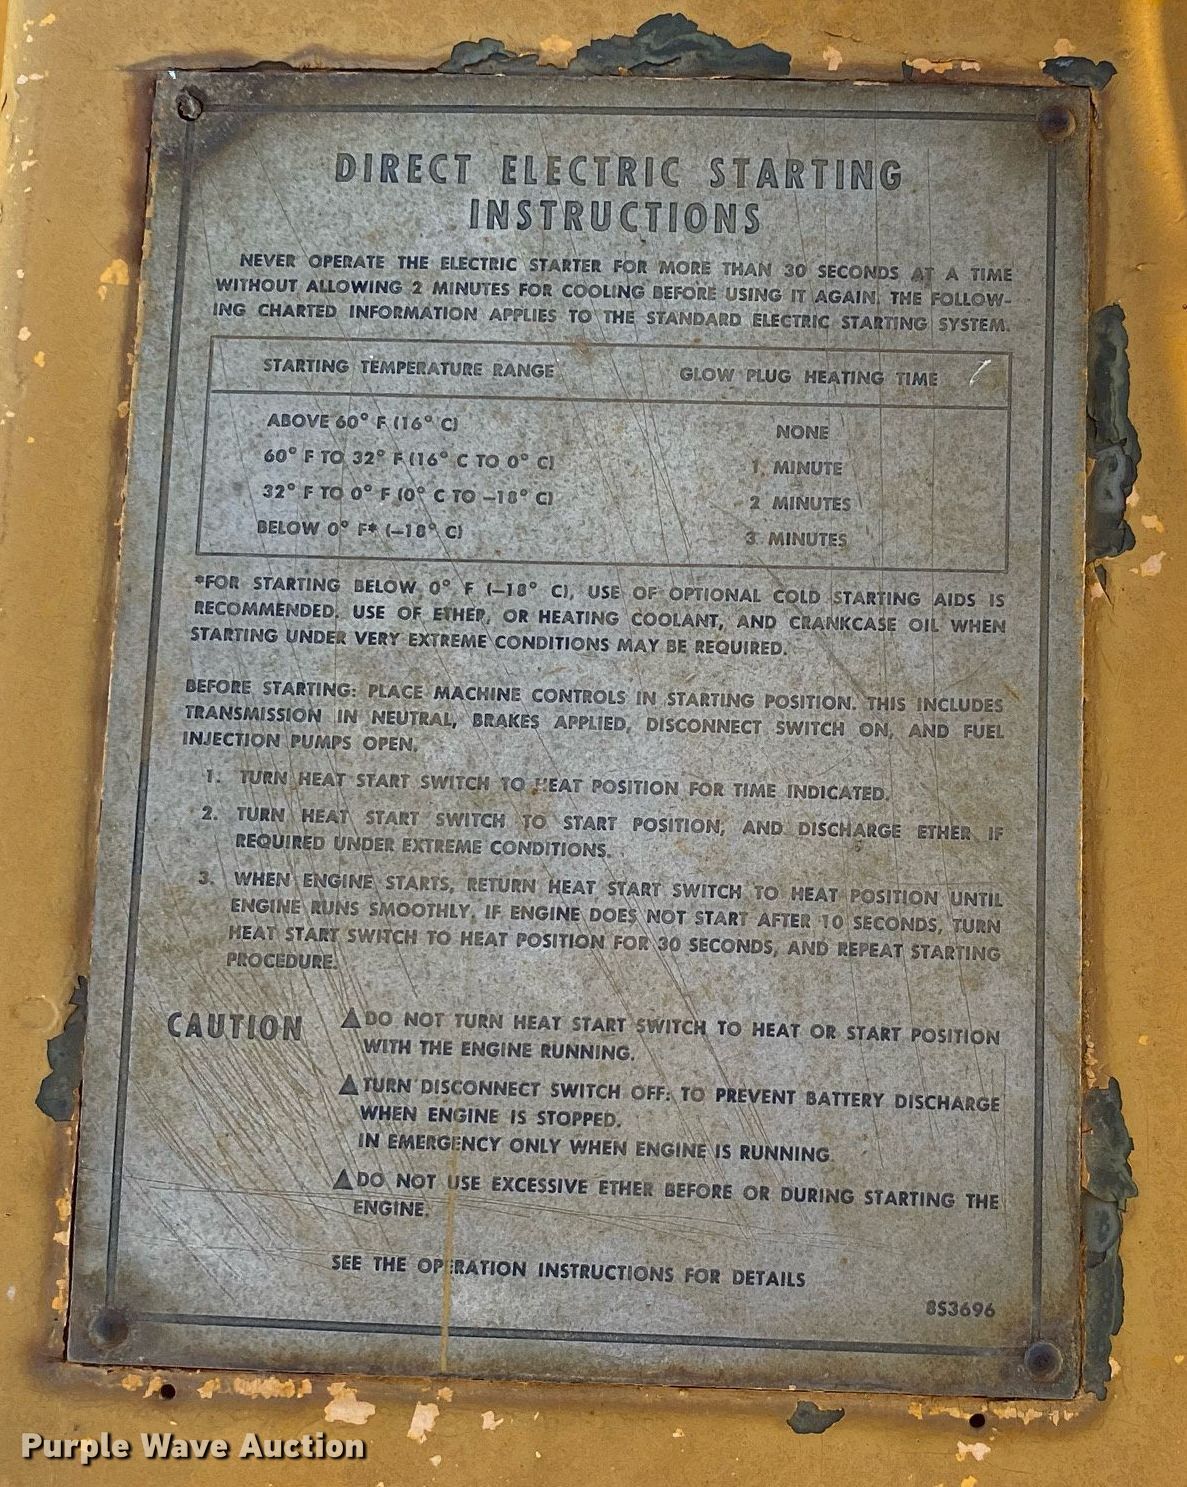 DIRECT ELECTRIC STARTING
INSTRUCTIONS
NEVER OPERATE THE ELECTRIC STARTER FOR MORE THAN 30 SECONDS AT A TIME
WITHOUT ALLOWING 2 MINUTES FOR COOLING BEFORE USING IT AGAIN. THE FOLLOW-
ING CHARTED INFORMATION APPLIES TO THE STANDARD ELECTRIC STARTING SYSTEM.
STARTING TEMPERATURE RANGE GLOW PLUG HEATING TIME
ABOVE 60° F (16° C) NONE
60° F TO 32° F (16° C TO 0° C) 1 MINUTE
32° F TO 0° F (0° C TO –18° C) 2 MINUTES
BELOW 0° F* (–18° C) 3 MINUTES
*FOR STARTING BELOW 0° F (–18° C), USE OF OPTIONAL COLD STARTING AIDS IS
RECOMMENDED. USE OF ETHER, OR HEATING COOLANT, AND CRANKCASE OIL WHEN
STARTING UNDER VERY EXTREME CONDITIONS MAY BE REQUIRED.
BEFORE STARTING: PLACE MACHINE CONTROLS IN STARTING POSITION. THIS INCLUDES
TRANSMISSION IN NEUTRAL, BRAKES APPLIED, DISCONNECT SWITCH ON, AND FUEL
INJECTION PUMPS OPEN.
1. TURN HEAT START SWITCH TO HEAT POSITION FOR TIME INDICATED.
2. TURN HEAT START SWITCH TO START POSITION, AND DISCHARGE ETHER IF
REQUIRED UNDER EXTREME CONDITIONS.
3. WHEN ENGINE STARTS, RETURN HEAT START SWITCH TO HEAT POSITION UNTIL
ENGINE RUNS SMOOTHLY. IF ENGINE DOES NOT START AFTER 10 SECONDS, TURN
HEAT START SWITCH TO HEAT POSITION FOR 30 SECONDS, AND REPEAT STARTING
PROCEDURE.
CAUTION ▲DO NOT TURN HEAT START SWITCH TO HEAT OR START POSITION
WITH THE ENGINE RUNNING.
▲TURN DISCONNECT SWITCH OFF: TO PREVENT BATTERY DISCHARGE
WHEN ENGINE IS STOPPED.
IN EMERGENCY ONLY WHEN ENGINE IS RUNNING.
▲DO NOT USE EXCESSIVE ETHER BEFORE OR DURING STARTING THE
ENGINE.
SEE THE OPERATION INSTRUCTIONS FOR DETAILS
8S3696
Purple Wave Auction